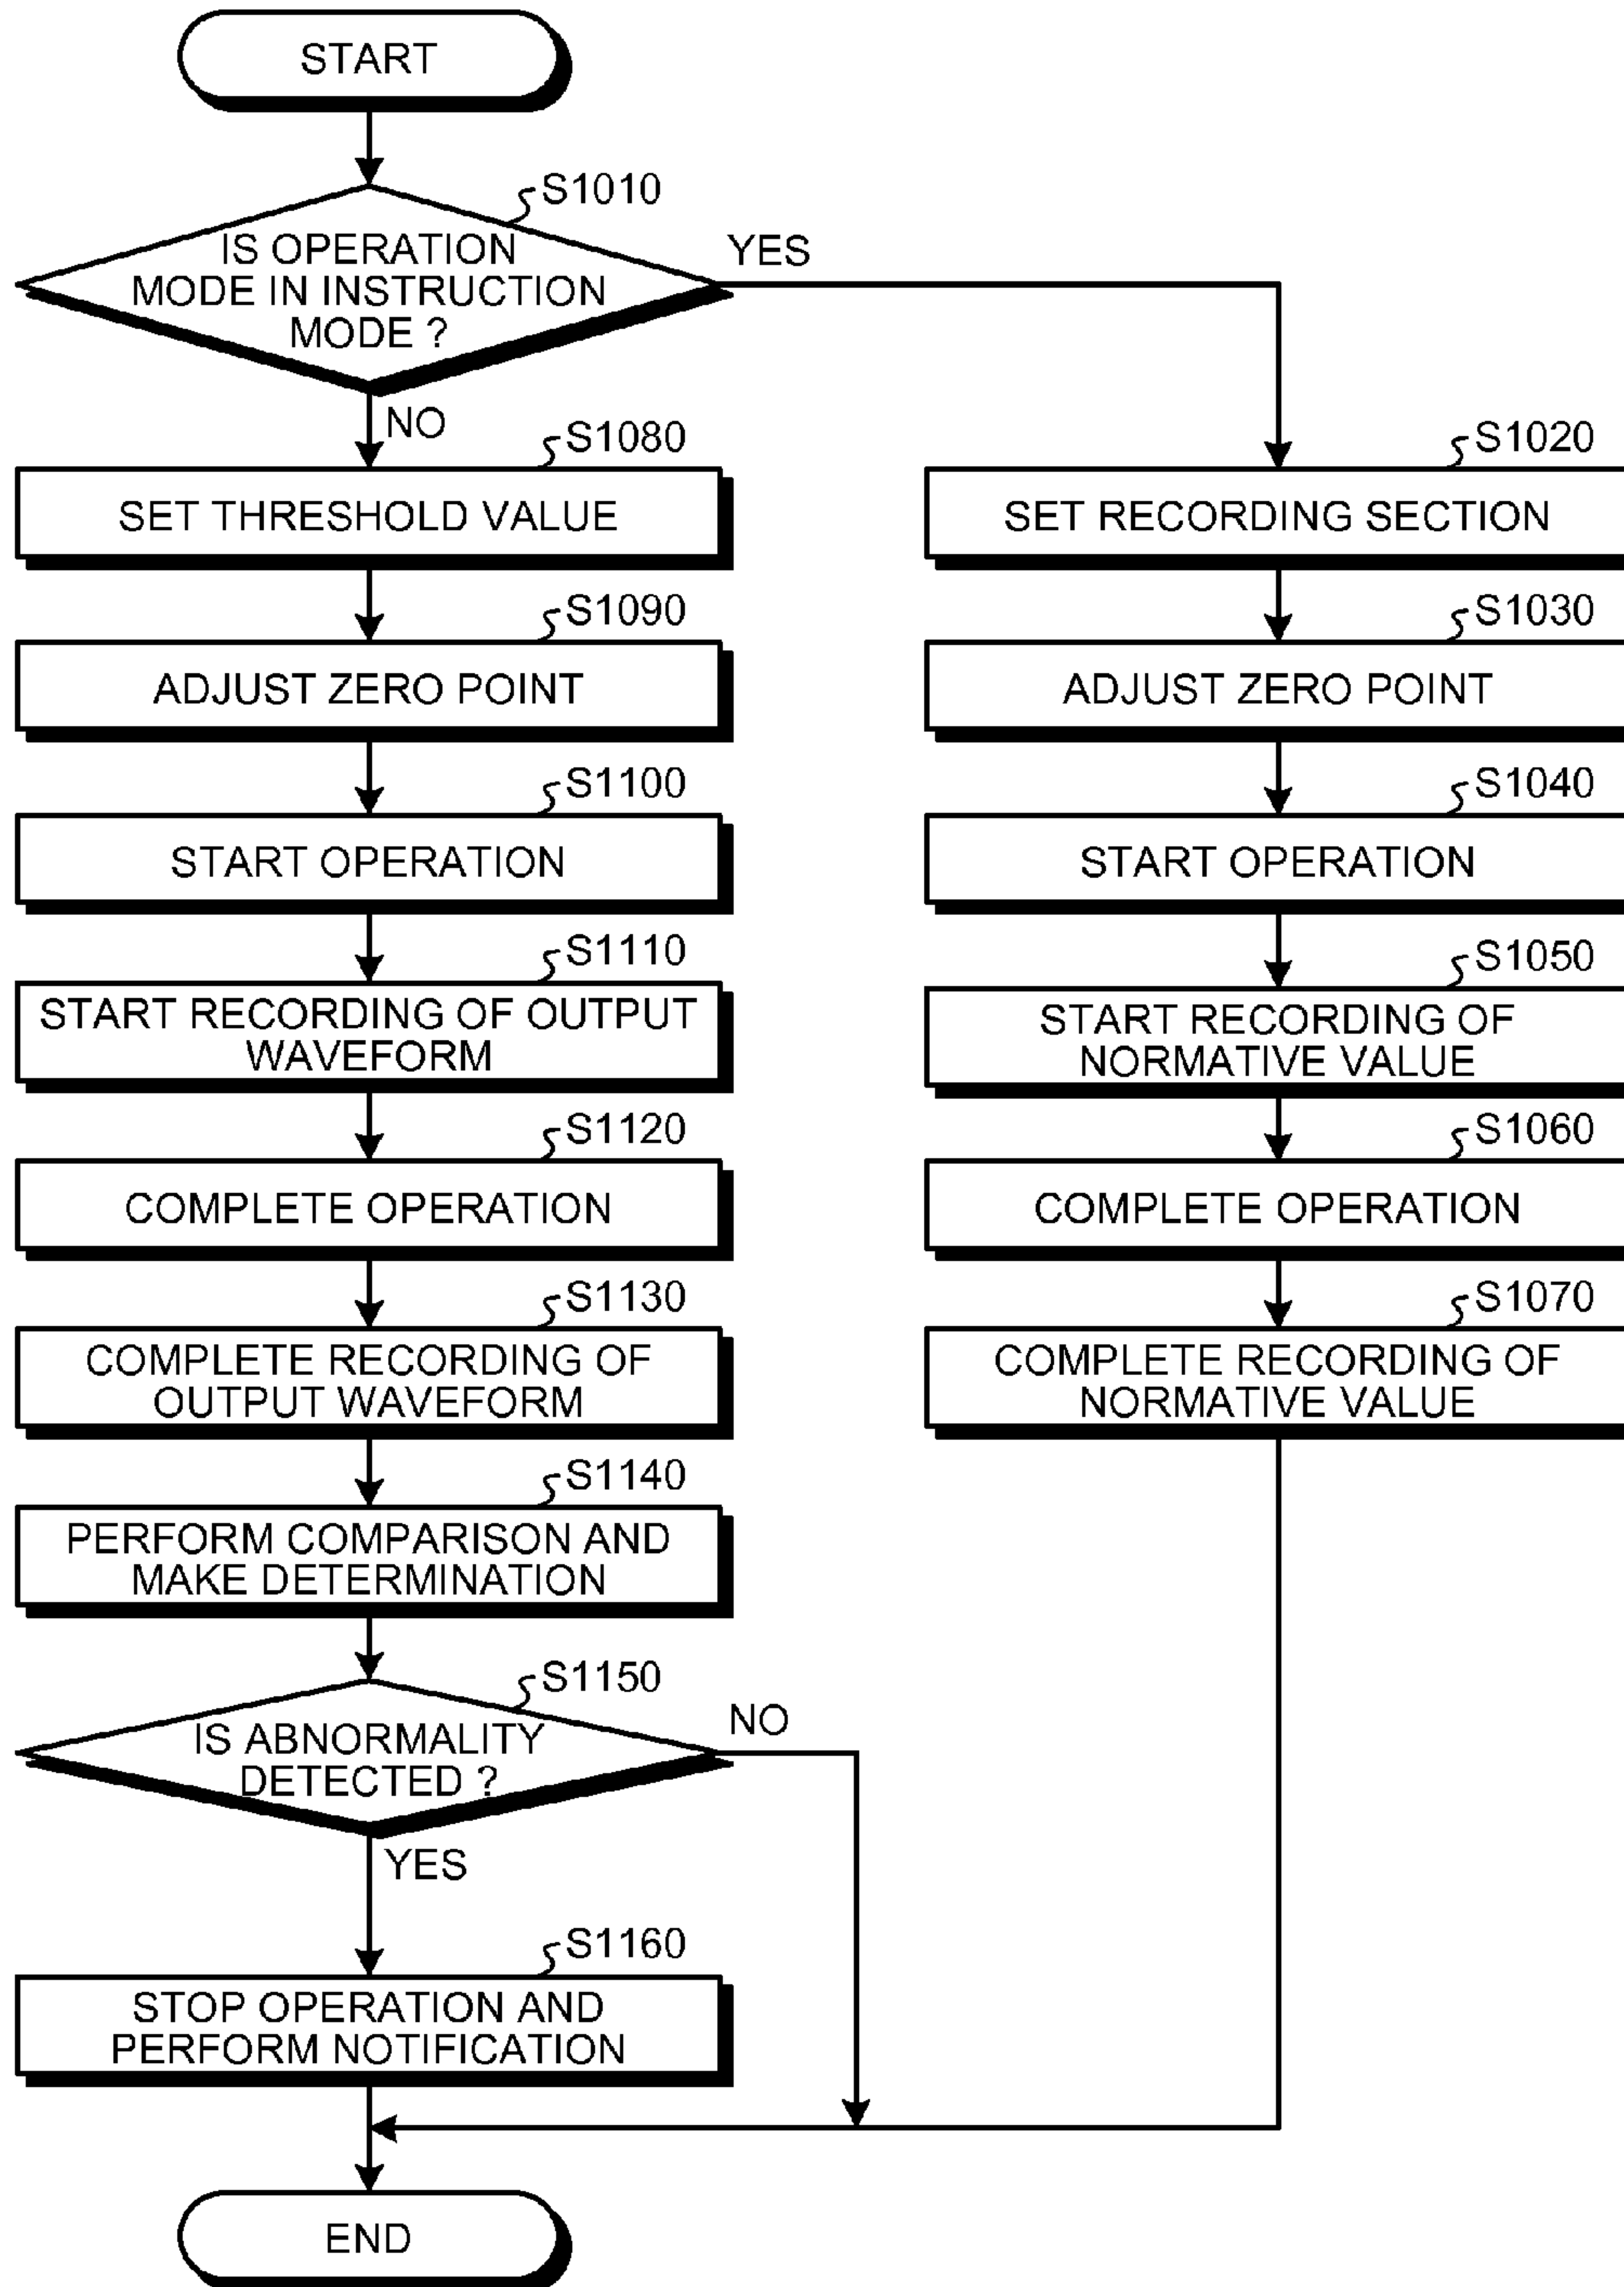 START
S1010
IS OPERATION
MODE IN INSTRUCTION
MODE ?
YES
NO
S1080
SET THRESHOLD VALUE
S1090
ADJUST ZERO POINT
S1100
START OPERATION
S1110
START RECORDING OF OUTPUT
WAVEFORM
S1120
COMPLETE OPERATION
S1130
COMPLETE RECORDING OF
OUTPUT WAVEFORM
S1140
PERFORM COMPARISON AND
MAKE DETERMINATION
S1150
IS ABNORMALITY
DETECTED ?
NO
YES
S1160
STOP OPERATION AND
PERFORM NOTIFICATION
S1020
SET RECORDING SECTION
S1030
ADJUST ZERO POINT
S1040
START OPERATION
S1050
START RECORDING OF
NORMATIVE VALUE
S1060
COMPLETE OPERATION
S1070
COMPLETE RECORDING OF
NORMATIVE VALUE
END